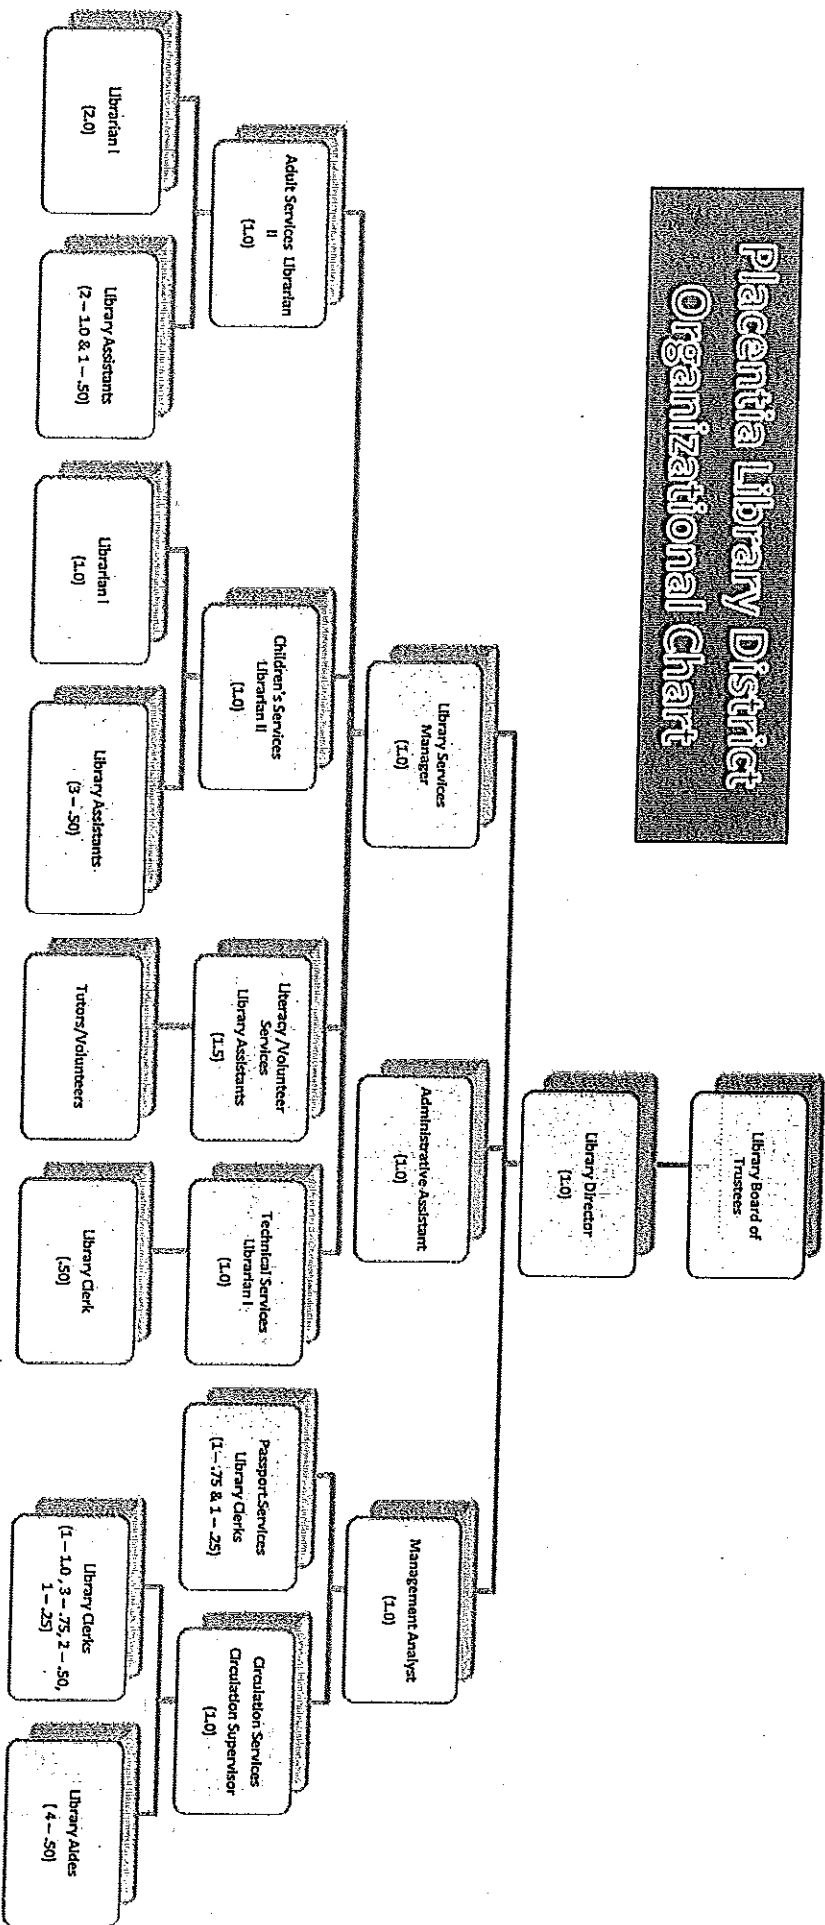 Placentia Library District
Organizational Chart
Library Board of
Trustees
Library Director
(1.0)
Library Services
Manager
(1.0)
Administrative Assistant
(1.0)
Management Analyst
(1.0)
Adult Services Librarian
II
(1.0)
Children's Services
Librarian II
(1.0)
Literacy /Volunteer
Services
Library Assistants
(1.5)
Technical Services
Librarian I
(1.0)
Passport Services
Library Clerks
(1 – .75 & 1 – .25)
Circulation Services
Circulation Supervisor
(1.0)
Librarian I
(2.0)
Library Assistants
(2 – 1.0 & 1 – .50)
Librarian I
(1.0)
Library Assistants
(3 – .50)
Tutors/Volunteers
Library Clerk
(.50)
Library Clerks
(1 – 1.0, 3 – .75, 2 – .50,
1 – .25)
Library Aides
(4 – .50)